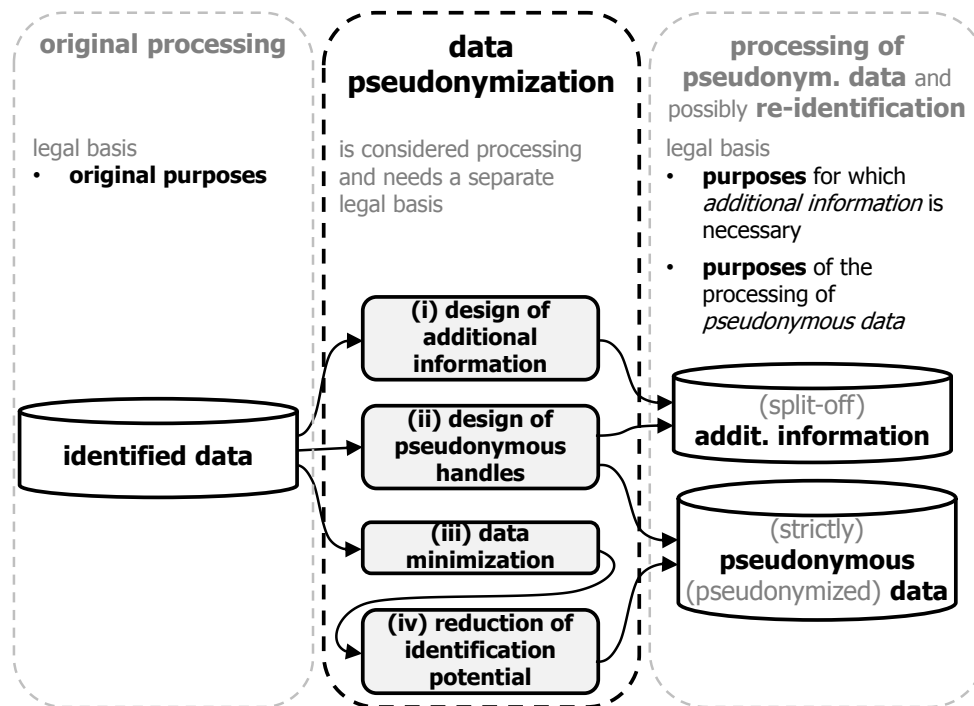 original processing
legal basis
• original purposes
identified data
data
pseudonymization
is considered processing
and needs a separate
legal basis
(i) design of
additional
information
(ii) design of
pseudonymous
handles
(iii) data
minimization
(iv) reduction of
identification
potential
processing of
pseudonym. data and
possibly re-identification
legal basis
• purposes for which
additional information is
necessary
• purposes of the
processing of
pseudonymous data
(split-off)
addit. information
(strictly)
pseudonymous
(pseudonymized) data